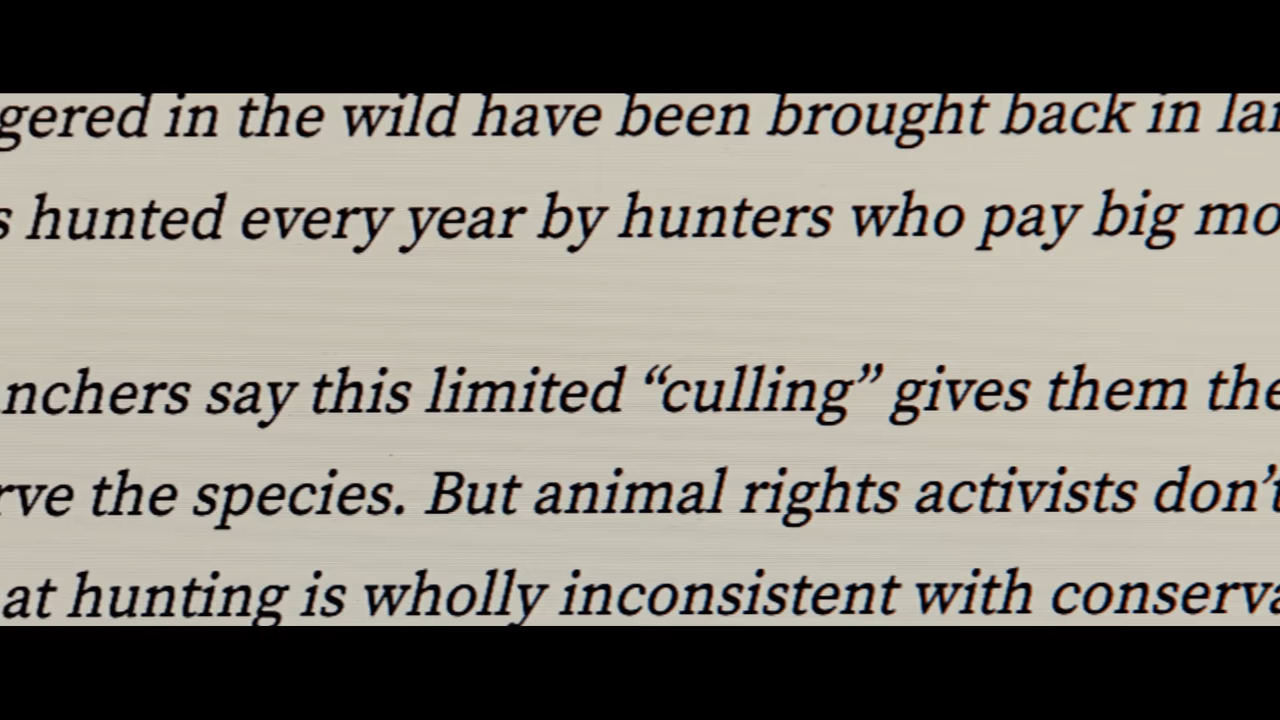 gered in the wild have been brought back in lar
s hunted every year by hunters who pay big mo
nchers say this limited “culling” gives them the
rve the species. But animal rights activists don’t
at hunting is wholly inconsistent with conserva